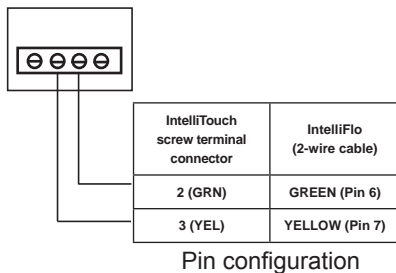 IntelliTouch
screw terminal
connector
IntelliFlo
(2-wire cable)
2 (GRN)
GREEN (Pin 6)
3 (YEL)
YELLOW (Pin 7)
Pin configuration